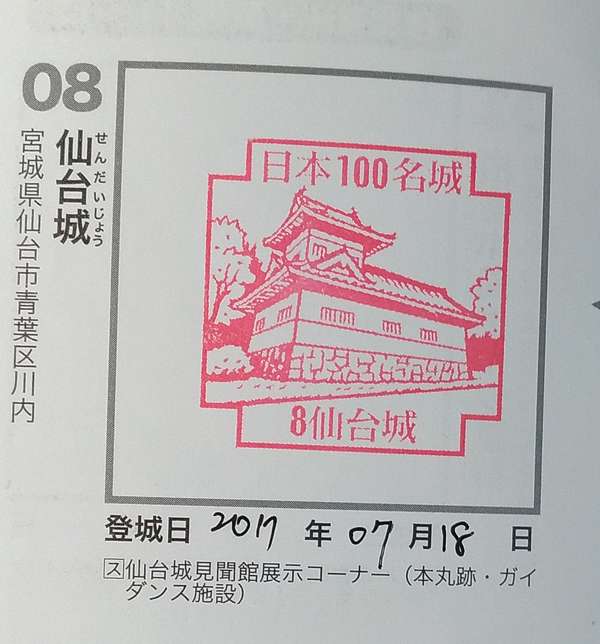 08
仙台城
せんだいじょう
宮城県仙台市青葉区川内
日本100名城
8仙台城
登城日 2017 年 07 月 18 日
ス仙台城見聞館展示コーナー（本丸跡・ガイ
ダンス施設）